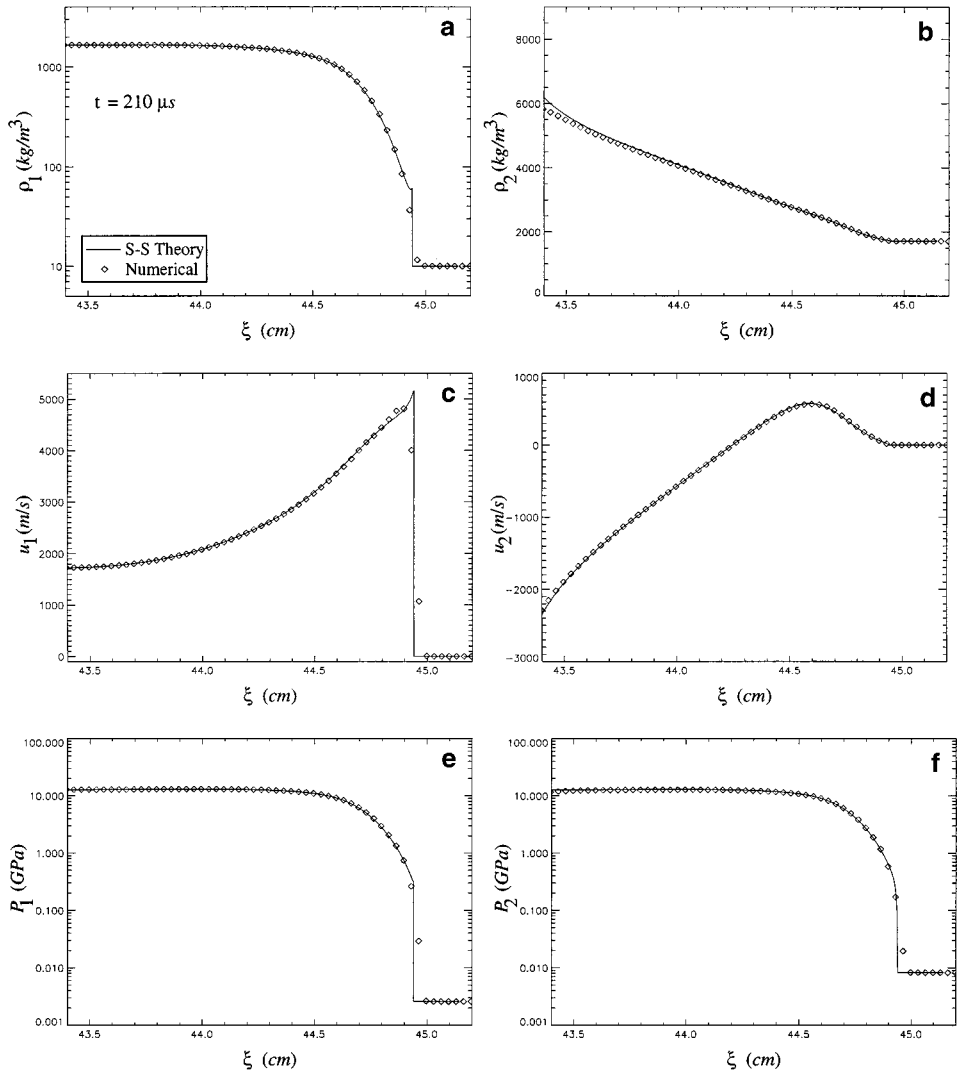 a
1000
100
10
ρ1 (kg/m3)
t = 210 μs
S-S Theory
Numerical
43.5 44.0 44.5 45.0
ξ (cm)
b
8000
6000
4000
2000
0
ρ2 (kg/m3)
43.5 44.0 44.5 45.0
ξ (cm)
c
5000
4000
3000
2000
1000
0
u1 (m/s)
43.5 44.0 44.5 45.0
ξ (cm)
d
1000
0
-1000
-2000
-3000
u2 (m/s)
43.5 44.0 44.5 45.0
ξ (cm)
e
100.000
10.000
1.000
0.100
0.010
0.001
P1 (GPa)
43.5 44.0 44.5 45.0
ξ (cm)
f
100.000
10.000
1.000
0.100
0.010
0.001
P2 (GPa)
43.5 44.0 44.5 45.0
ξ (cm)